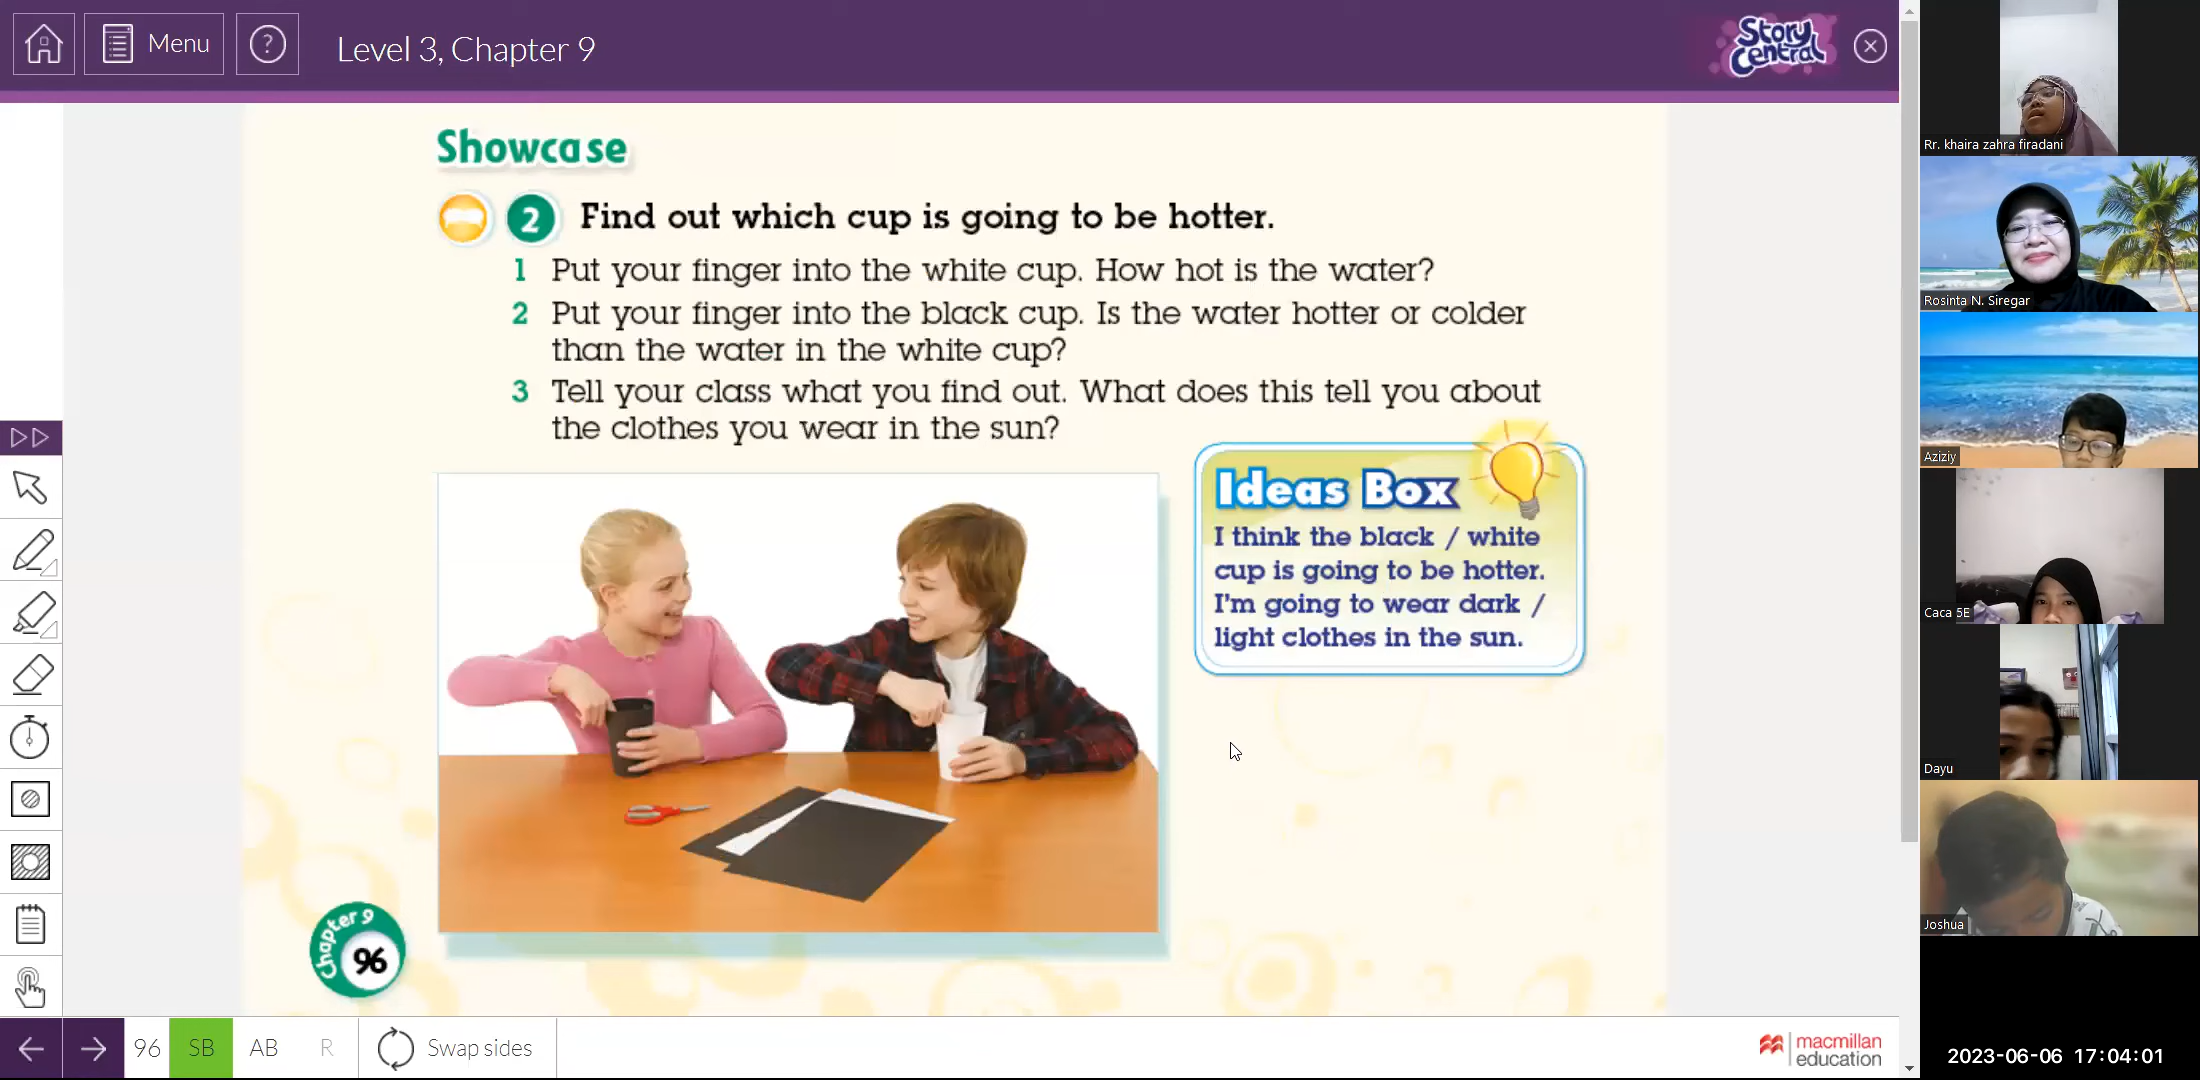 Menu
?
Level 3, Chapter 9
Story
Central
Showcase
2 Find out which cup is going to be hotter.
1 Put your finger into the white cup. How hot is the water?
2 Put your finger into the black cup. Is the water hotter or colder
than the water in the white cup?
3 Tell your class what you find out. What does this tell you about
the clothes you wear in the sun?
Ideas Box
I think the black / white
cup is going to be hotter.
I'm going to wear dark /
light clothes in the sun.
Chapter 9
96
96
SB
AB
R
Swap sides
macmillan
education
Rr. khaira zahra firadani
Rosinta N. Siregar
Aziziy
Caca 5E
Dayu
Joshua
2023-06-06 17:04:01